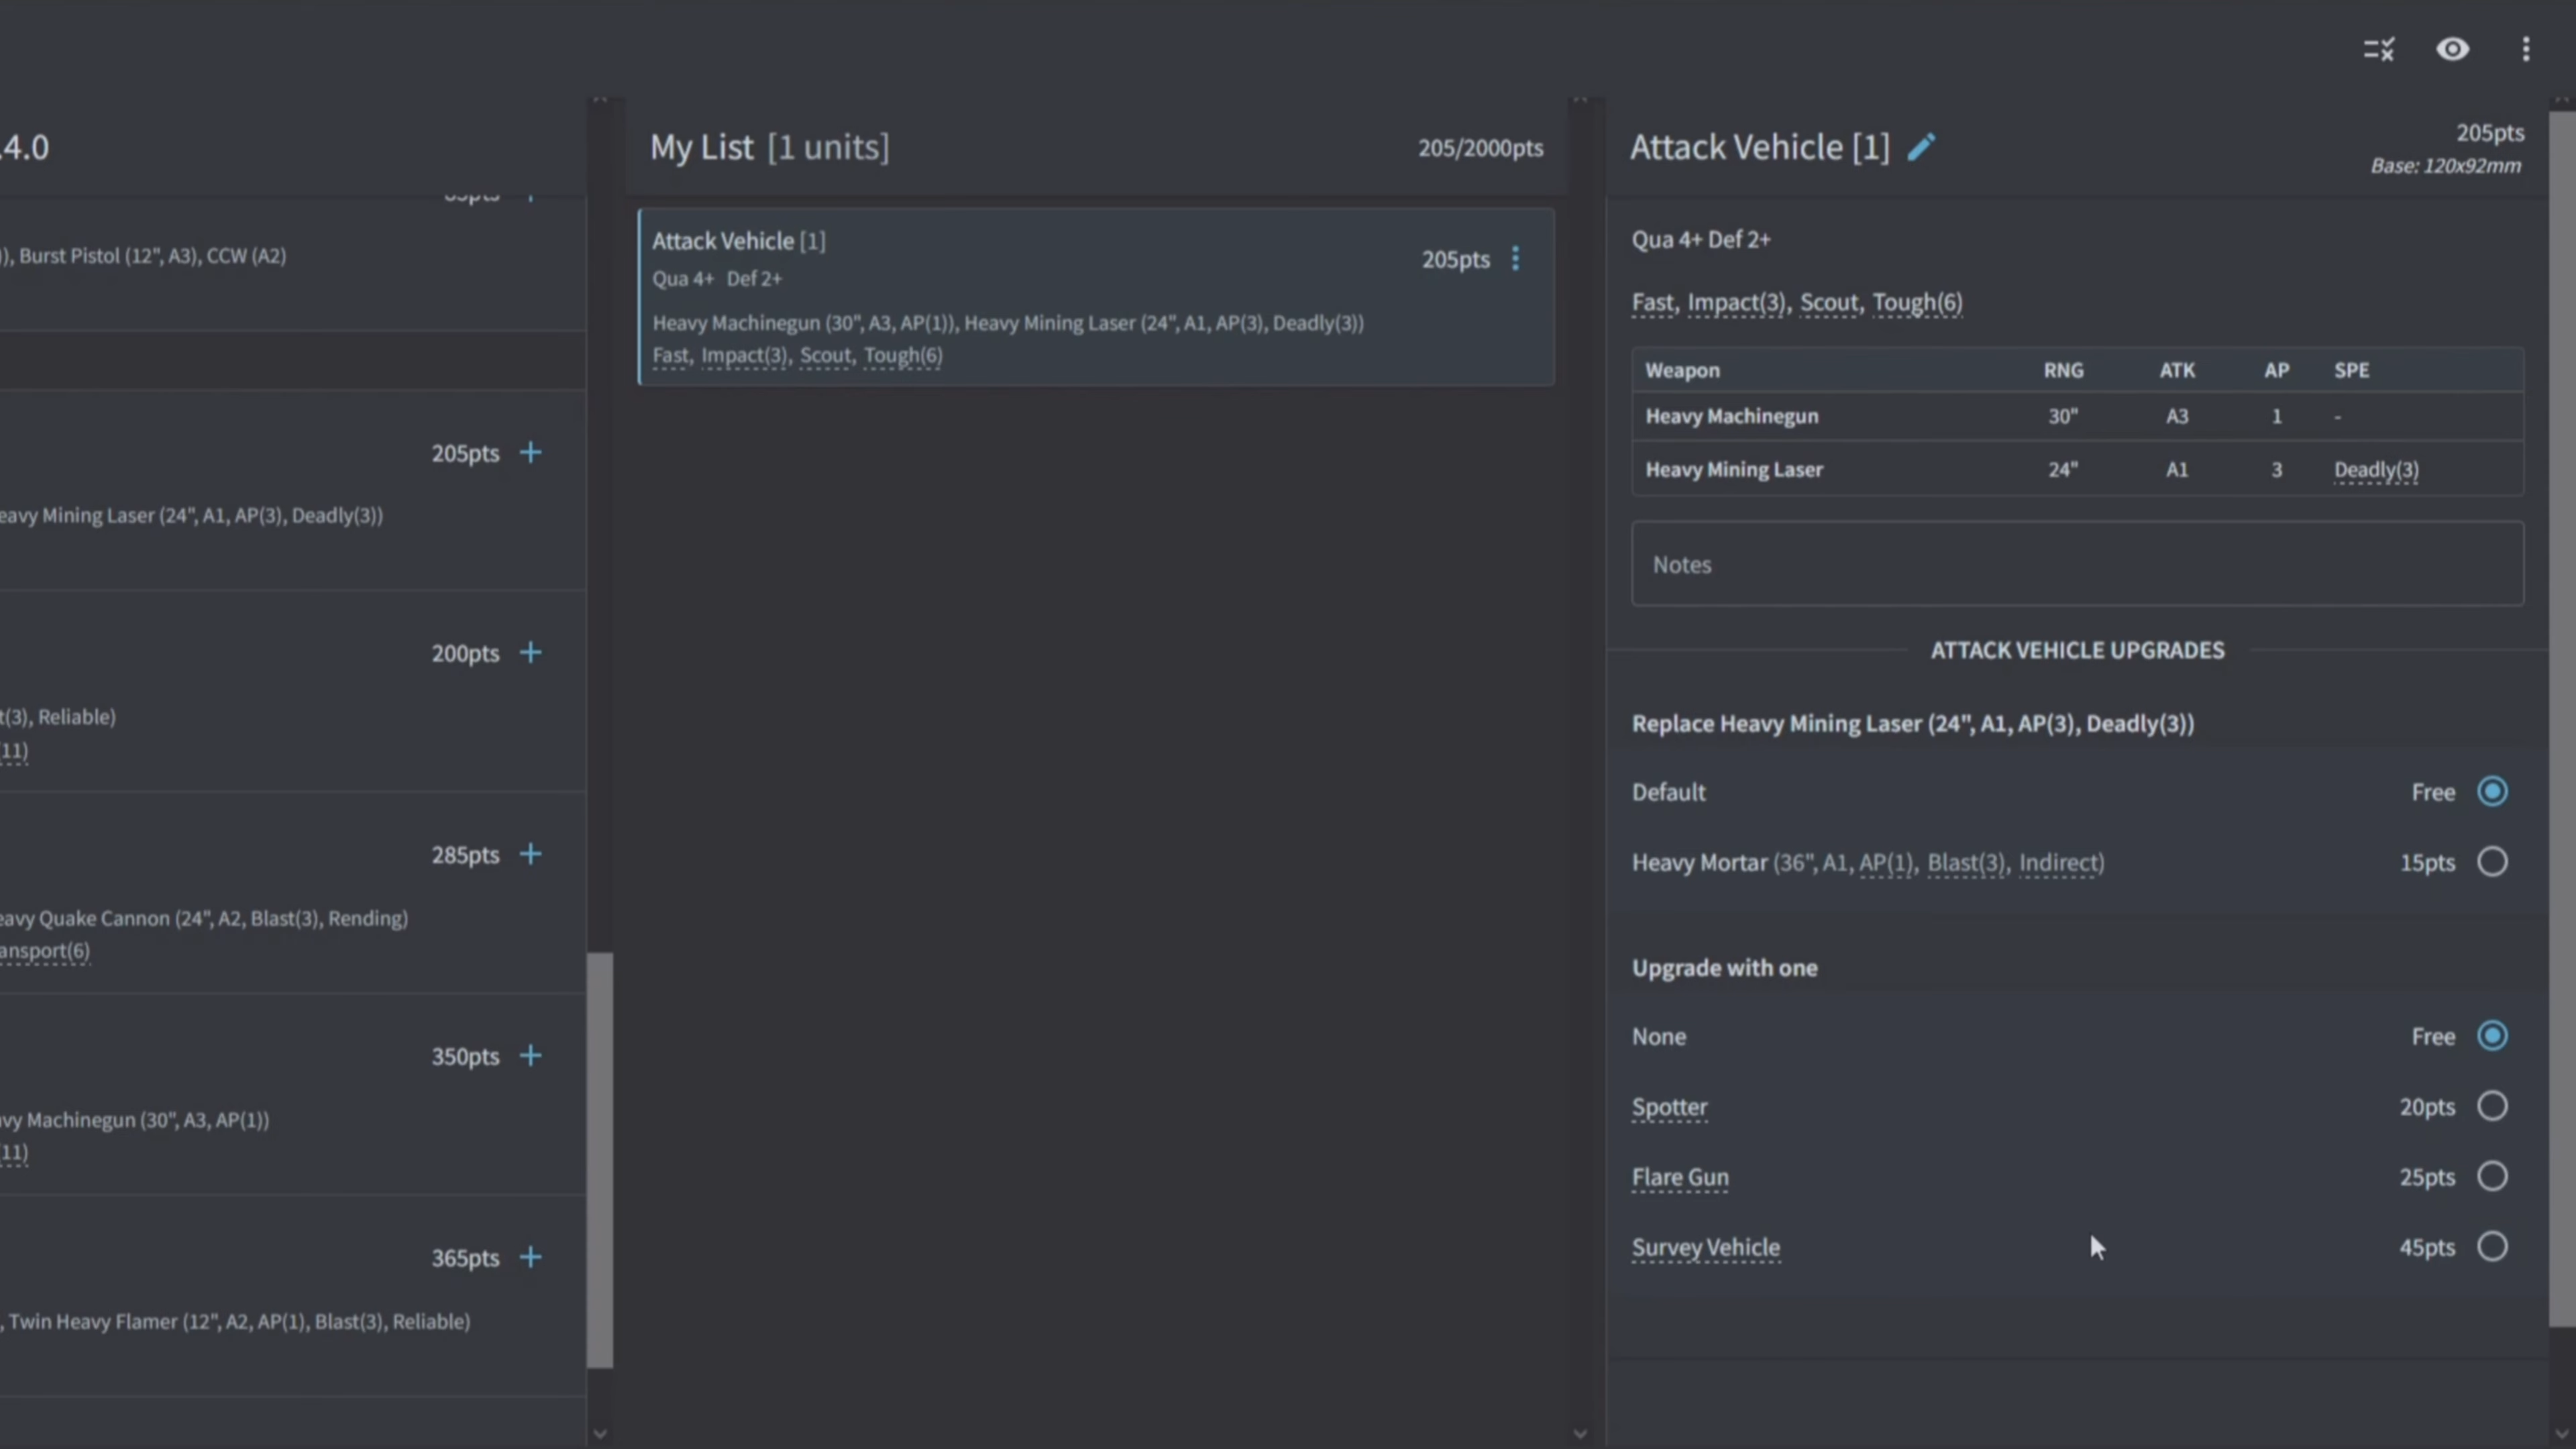 .4.0
), Burst Pistol (12", A3), CCW (A2)
205pts +
eavy Mining Laser (24", A1, AP(3), Deadly(3))
200pts +
t(3), Reliable)
(11)
285pts +
eavy Quake Cannon (24", A2, Blast(3), Rending)
ansport(6)
350pts +
vy Machinegun (30", A3, AP(1))
(11)
365pts +
, Twin Heavy Flamer (12", A2, AP(1), Blast(3), Reliable)
My List [1 units] 205/2000pts
Attack Vehicle [1]
205pts
Qua 4+ Def 2+
Heavy Machinegun (30", A3, AP(1)), Heavy Mining Laser (24", A1, AP(3), Deadly(3))
Fast, Impact(3), Scout, Tough(6)
Attack Vehicle [1] 205pts
Base: 120x92mm
Qua 4+ Def 2+
Fast, Impact(3), Scout, Tough(6)
Weapon RNG ATK AP SPE
Heavy Machinegun 30" A3 1 -
Heavy Mining Laser 24" A1 3 Deadly(3)
Notes
ATTACK VEHICLE UPGRADES
Replace Heavy Mining Laser (24", A1, AP(3), Deadly(3))
Default Free
Heavy Mortar (36", A1, AP(1), Blast(3), Indirect) 15pts
Upgrade with one
None Free
Spotter 20pts
Flare Gun 25pts
Survey Vehicle 45pts